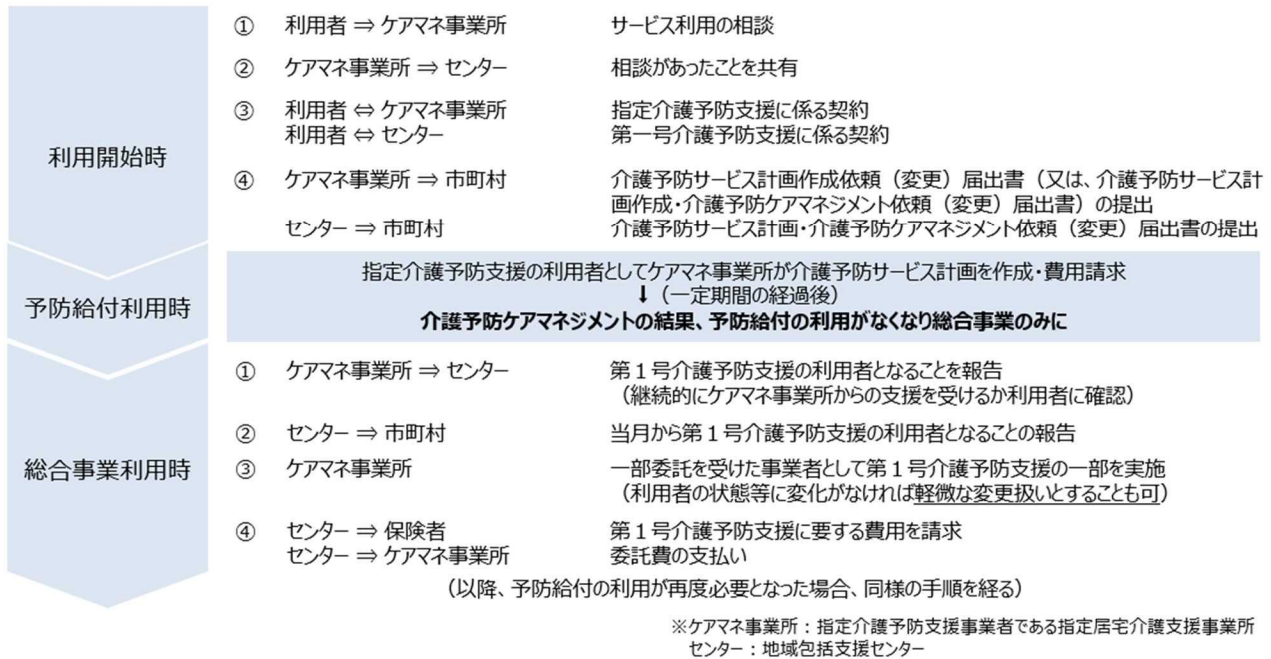 利用開始時
① 利用者 ⇒ ケアマネ事業所 サービス利用の相談
② ケアマネ事業所 ⇒ センター 相談があったことを共有
③ 利用者 ⇔ ケアマネ事業所 指定介護予防支援に係る契約
利用者 ⇔ センター 第一号介護予防支援に係る契約
④ ケアマネ事業所 ⇒ 市町村 介護予防サービス計画作成依頼（変更）届出書（又は、介護予防サービス計
画作成・介護予防ケアマネジメント依頼（変更）届出書）の提出
センター ⇒ 市町村 介護予防サービス計画・介護予防ケアマネジメント依頼（変更）届出書の提出
予防給付利用時
指定介護予防支援の利用者としてケアマネ事業所が介護予防サービス計画を作成・費用請求
⬇（一定期間の経過後）
介護予防ケアマネジメントの結果、予防給付の利用がなくなり総合事業のみに
総合事業利用時
① ケアマネ事業所 ⇒ センター 第１号介護予防支援の利用者となることを報告
（継続的にケアマネ事業所からの支援を受けるか利用者に確認）
② センター ⇒ 市町村 当月から第１号介護予防支援の利用者となることの報告
③ ケアマネ事業所 一部委託を受けた事業者として第１号介護予防支援の一部を実施
（利用者の状態等に変化がなければ軽微な変更扱いとすることも可）
④ センター ⇒ 保険者 第１号介護予防支援に要する費用を請求
センター ⇒ ケアマネ事業所 委託費の支払い
（以降、予防給付の利用が再度必要となった場合、同様の手順を経る）
※ケアマネ事業所：指定介護予防支援事業者である指定居宅介護支援事業所
センター：地域包括支援センター